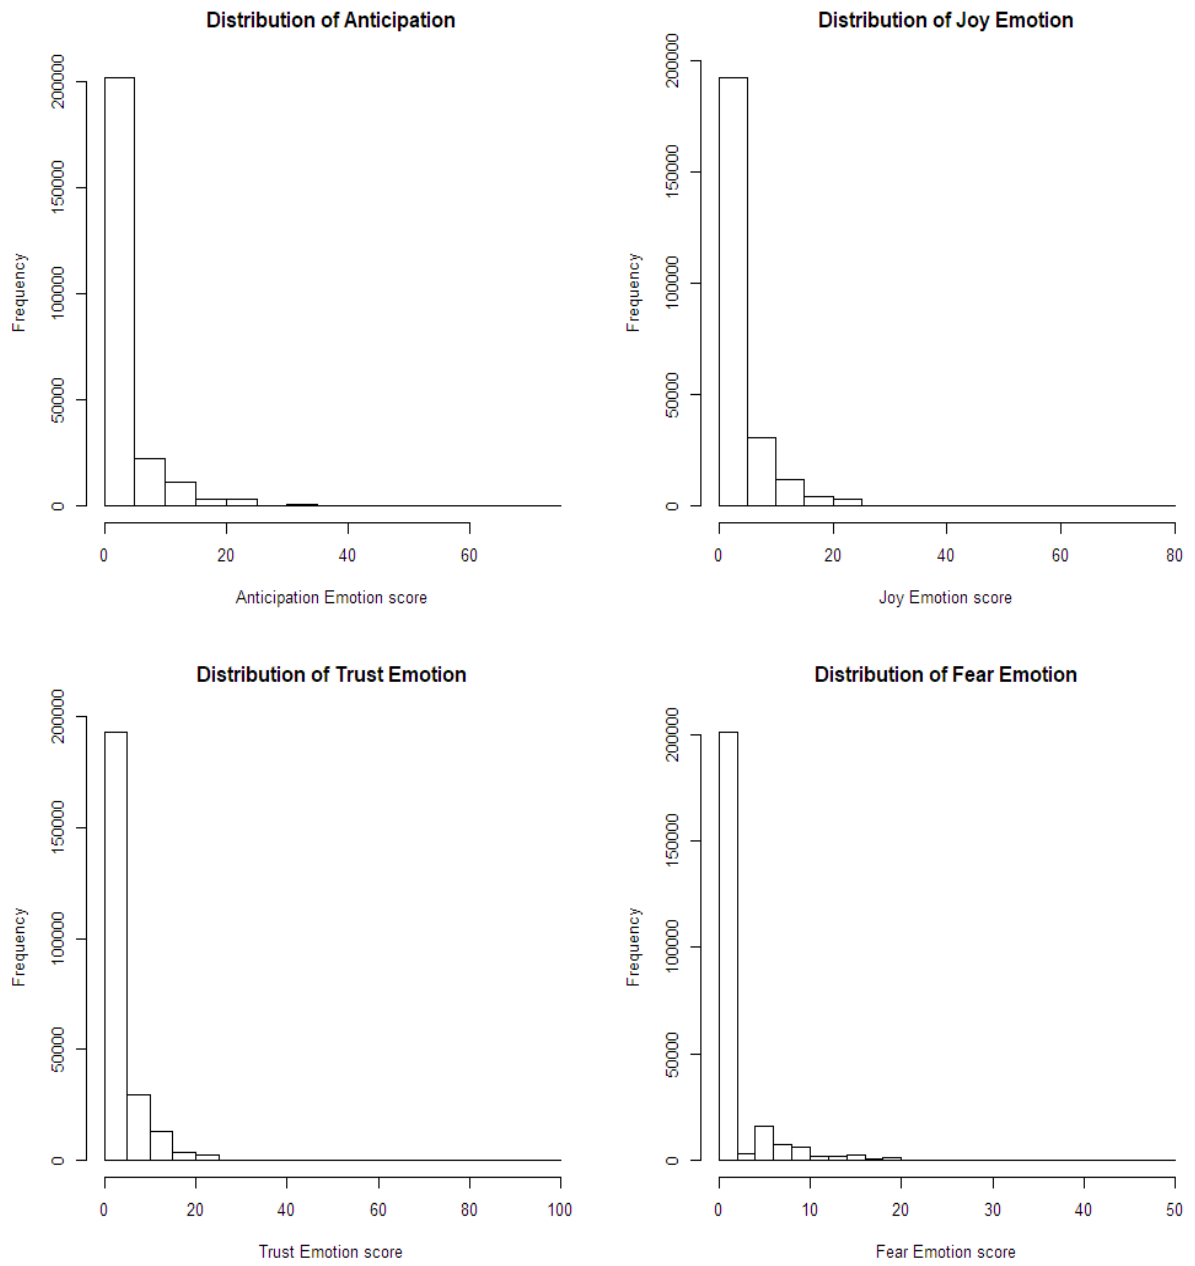 Distribution of Anticipation
Frequency
200000
150000
100000
50000
0
0 20 40 60
Anticipation Emotion score
Distribution of Joy Emotion
Frequency
200000
150000
100000
50000
0
0 20 40 60 80
Joy Emotion score
Distribution of Trust Emotion
Frequency
200000
150000
100000
50000
0
0 20 40 60 80 100
Trust Emotion score
Distribution of Fear Emotion
Frequency
200000
150000
100000
50000
0
0 10 20 30 40 50
Fear Emotion score